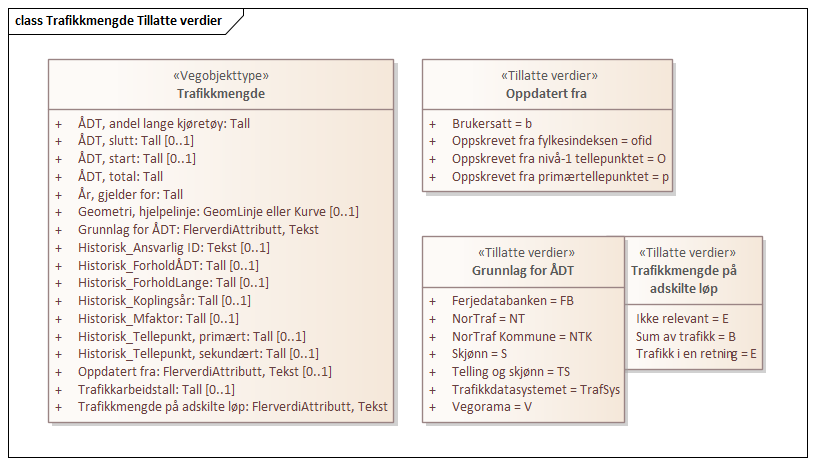 class Trafikkmengde Tillatte verdier
«Vegobjekttype»
Trafikkmengde
+ ÅDT, andel lange kjøretøy: Tall
+ ÅDT, slutt: Tall [0..1]
+ ÅDT, start: Tall [0..1]
+ ÅDT, total: Tall
+ År, gjelder for: Tall
+ Geometri, hjelpelinje: GeomLinje eller Kurve [0..1]
+ Grunnlag for ÅDT: FlerverdiAttributt, Tekst
+ Historisk_Ansvarlig ID: Tekst [0..1]
+ Historisk_ForholdÅDT: Tall [0..1]
+ Historisk_ForholdLange: Tall [0..1]
+ Historisk_Koplingsår: Tall [0..1]
+ Historisk_Mfaktor: Tall [0..1]
+ Historisk_Tellepunkt, primært: Tall [0..1]
+ Historisk_Tellepunkt, sekundært: Tall [0..1]
+ Oppdatert fra: FlerverdiAttributt, Tekst [0..1]
+ Trafikkarbeidstall: Tall [0..1]
+ Trafikkmengde på adskilte løp: FlerverdiAttributt, Tekst
«Tillatte verdier»
Oppdatert fra
+ Brukersatt = b
+ Oppskrevet fra fylkesindeksen = ofid
+ Oppskrevet fra nivå-1 tellepunktet = O
+ Oppskrevet fra primærtellepunktet = p
«Tillatte verdier»
Grunnlag for ÅDT
+ Ferjedatabanken = FB
+ NorTraf = NT
+ NorTraf Kommune = NTK
+ Skjønn = S
+ Telling og skjønn = TS
+ Trafikkdatasystemet = TrafSys
+ Vegorama = V
«Tillatte verdier»
Trafikkmengde på
adskilte løp
Ikke relevant = E
Sum av trafikk = B
Trafikk i en retning = E